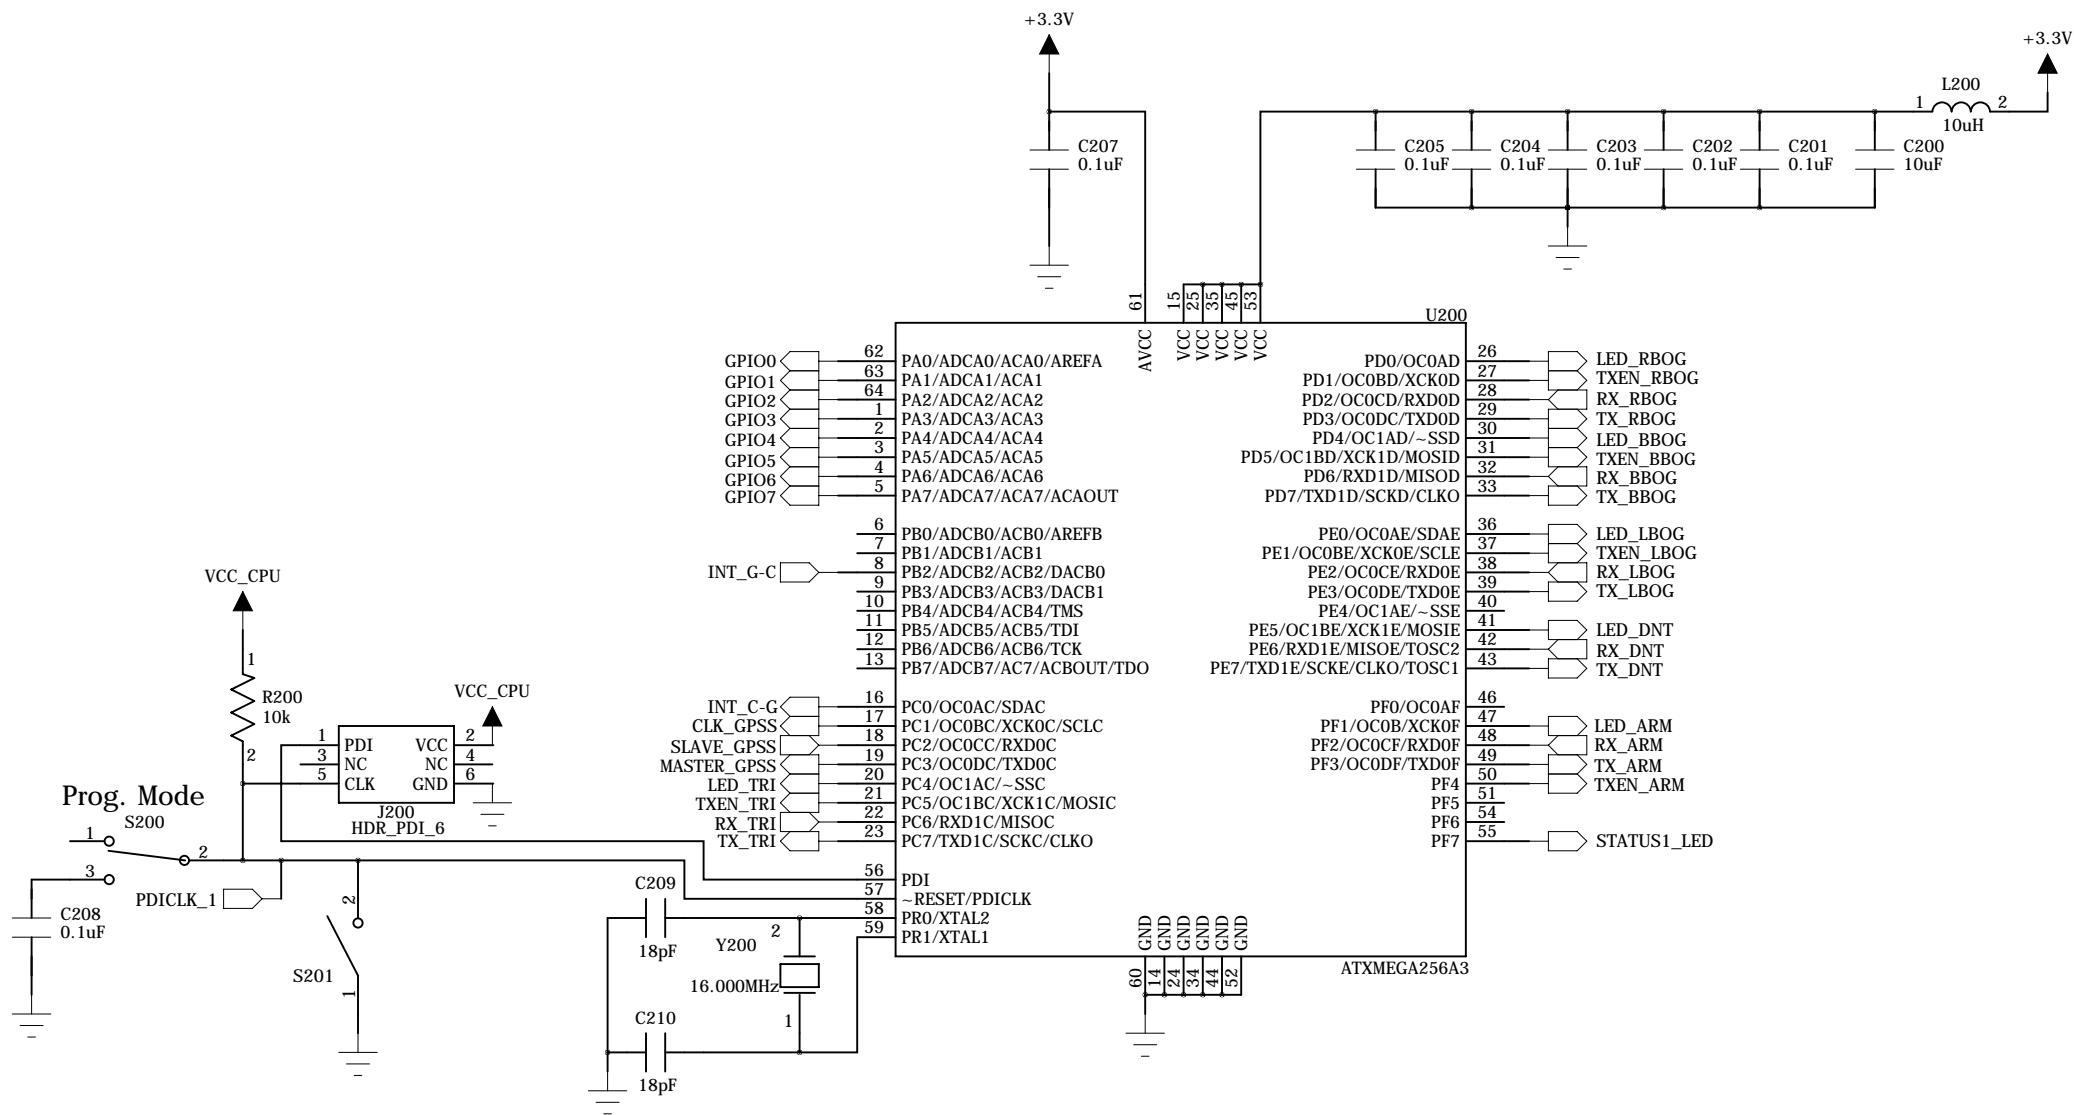 +3.3V
+3.3V
L200
1 2
10uH
C207
0.1uF
C205
0.1uF
C204
0.1uF
C203
0.1uF
C202
0.1uF
C201
0.1uF
C200
10uF
61
15
25
35
45
53
U200
AVCC
VCC
VCC
VCC
VCC
VCC
GPIO0 62 PA0/ADCA0/ACA0/AREFA
GPIO1 63 PA1/ADCA1/ACA1
GPIO2 64 PA2/ADCA2/ACA2
GPIO3 1 PA3/ADCA3/ACA3
GPIO4 2 PA4/ADCA4/ACA4
GPIO5 3 PA5/ADCA5/ACA5
GPIO6 4 PA6/ADCA6/ACA6
GPIO7 5 PA7/ADCA7/ACA7/ACAOUT
6 PB0/ADCB0/ACB0/AREFB
7 PB1/ADCB1/ACB1
INT_G-C 8 PB2/ADCB2/ACB2/DACB0
9 PB3/ADCB3/ACB3/DACB1
10 PB4/ADCB4/ACB4/TMS
11 PB5/ADCB5/ACB5/TDI
12 PB6/ADCB6/ACB6/TCK
13 PB7/ADCB7/AC7/ACBOUT/TDO
INT_C-G 16 PC0/OC0AC/SDAC
CLK_GPSS 17 PC1/OC0BC/XCK0C/SCLC
SLAVE_GPSS 18 PC2/OC0CC/RXD0C
MASTER_GPSS 19 PC3/OC0DC/TXD0C
LED_TRI 20 PC4/OC1AC/~SSC
TXEN_TRI 21 PC5/OC1BC/XCK1C/MOSIC
RX_TRI 22 PC6/RXD1C/MISOC
TX_TRI 23 PC7/TXD1C/SCKC/CLKO
56 PDI
57 ~RESET/PDICLK
58 PR0/XTAL2
59 PR1/XTAL1
PD0/OC0AD 26 LED_RBOG
PD1/OC0BD/XCK0D 27 TXEN_RBOG
PD2/OC0CD/RXD0D 28 RX_RBOG
PD3/OC0DC/TXD0D 29 TX_RBOG
PD4/OC1AD/~SSD 30 LED_BBOG
PD5/OC1BD/XCK1D/MOSID 31 TXEN_BBOG
PD6/RXD1D/MISOD 32 RX_BBOG
PD7/TXD1D/SCKD/CLKO 33 TX_BBOG
PE0/OC0AE/SDAE 36 LED_LBOG
PE1/OC0BE/XCK0E/SCLE 37 TXEN_LBOG
PE2/OC0CE/RXD0E 38 RX_LBOG
PE3/OC0DE/TXD0E 39 TX_LBOG
PE4/OC1AE/~SSE 40
PE5/OC1BE/XCK1E/MOSIE 41 LED_DNT
PE6/RXD1E/MISOE/TOSC2 42 RX_DNT
PE7/TXD1E/SCKE/CLKO/TOSC1 43 TX_DNT
PF0/OC0AF 46
PF1/OC0B/XCK0F 47 LED_ARM
PF2/OC0CF/RXD0F 48 RX_ARM
PF3/OC0DF/TXD0F 49 TX_ARM
PF4 50 TXEN_ARM
PF5 51
PF6 54
PF7 55 STATUS1_LED
GND
GND
GND
GND
GND
GND
60
14
24
34
44
52
ATXMEGA256A3
VCC_CPU
1
R200
10k
2
VCC_CPU
1 PDI VCC 2
3 NC NC 4
5 CLK GND 6
J200
HDR_PDI_6
Prog. Mode
S200
1
2
3
PDICLK_1
C208
0.1uF
2
S201
1
C209
18pF
2
Y200
16.000MHz
1
C210
18pF